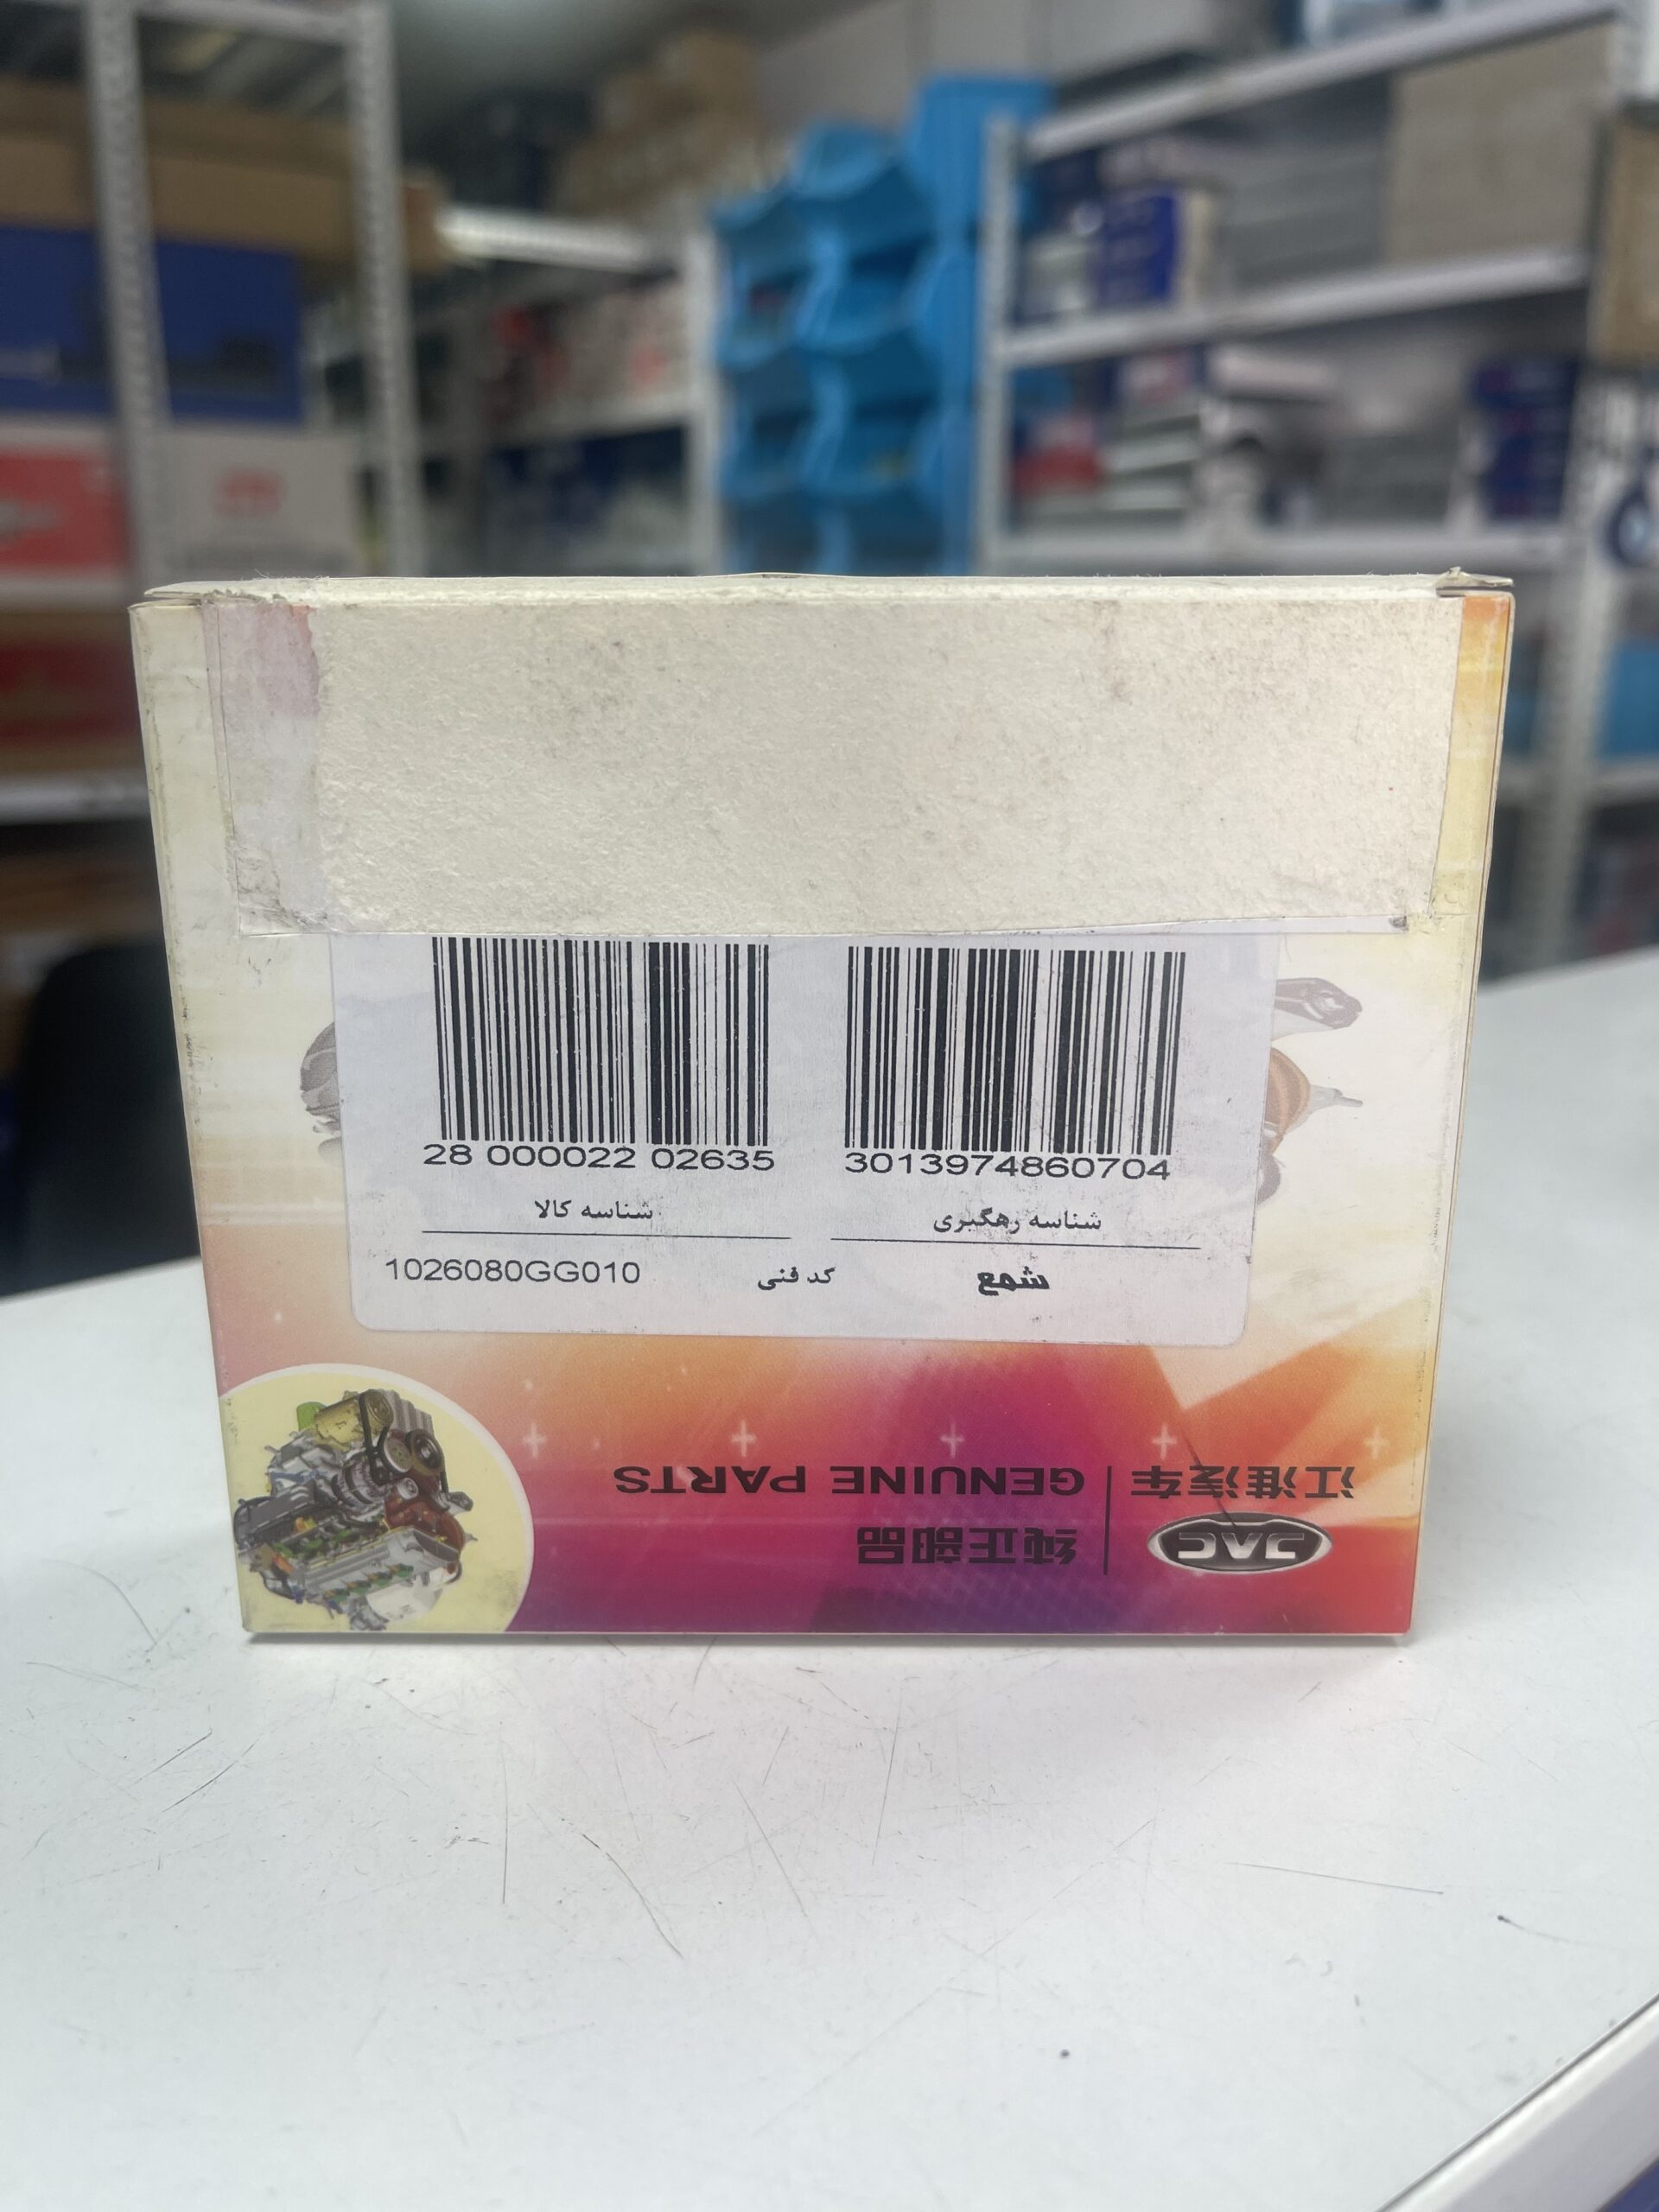 28 000022 02635
3013974860704
شناسه کالا
شناسه رهگیری
شمع
کد فنی
1026080GG010
JAC
江淮汽车
纯正部品
GENUINE PARTS